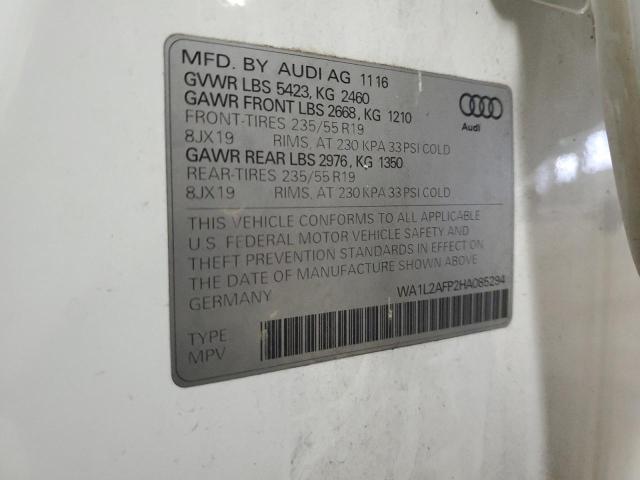 MFD. BY AUDI AG 11 16
GVWR LBS 5423, KG 2460
GAWR FRONT LBS 2668, KG 1210
FRONT-TIRES 235/55 R19
8JX19 RIMS, AT 230 KPA 33 PSI COLD
GAWR REAR LBS 2976, KG 1350
REAR-TIRES 235/55 R19
8JX19 RIMS, AT 230 KPA 33 PSI COLD
Audi
THIS VEHICLE CONFORMS TO ALL APPLICABLE
U.S. FEDERAL MOTOR VEHICLE SAFETY AND
THEFT PREVENTION STANDARDS IN EFFECT ON
THE DATE OF MANUFACTURE SHOWN ABOVE
GERMANY
WA1L2AFP2HA085294
TYPE
MPV